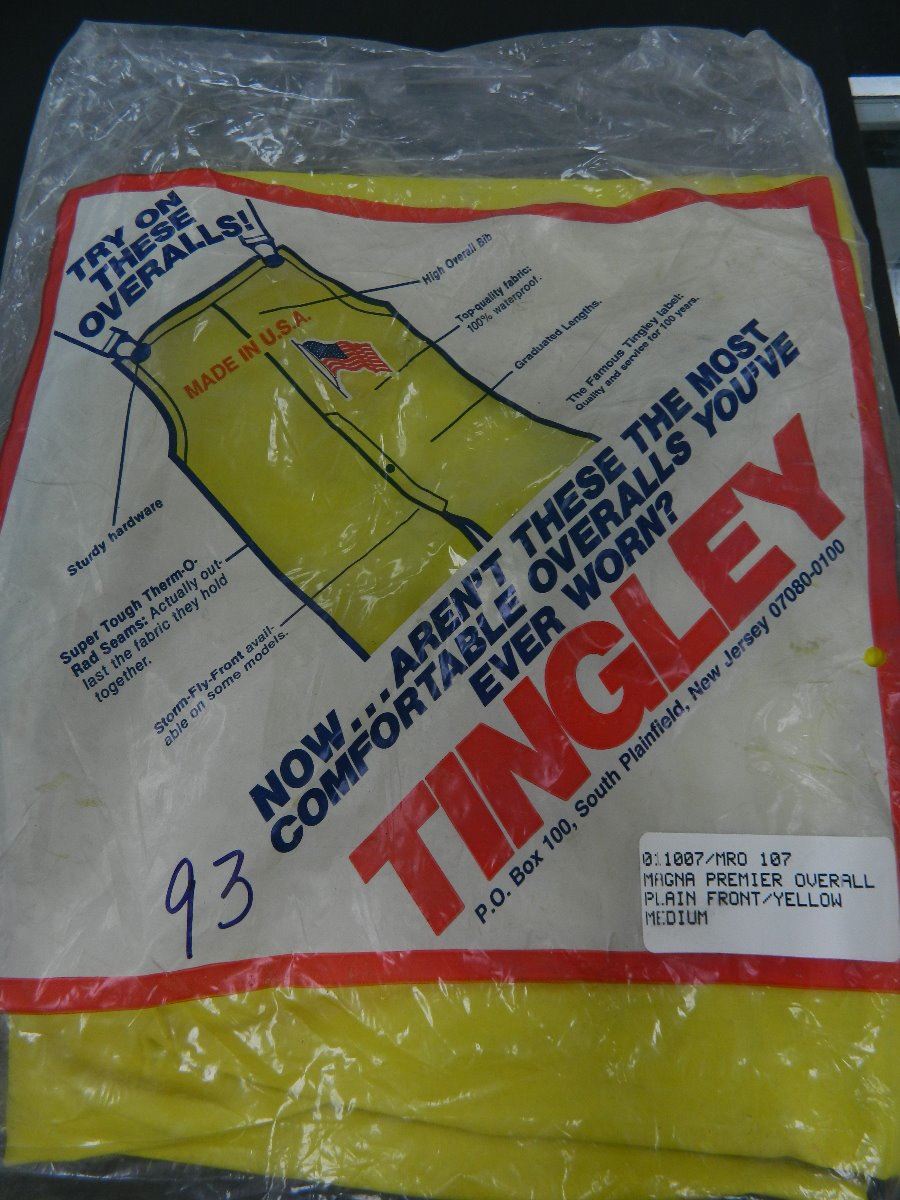 TRY ON
THESE
OVERALLS!
MADE IN U.S.A.
High Overall Bib
Top-quality fabric:
100% waterproof.
Graduated Lengths.
The Famous Tingley label:
Quality and service for 100 years.
Sturdy hardware
Super Tough Therm-O-
Rad Seams: Actually out-
last the fabric they hold
together.
Storm-Fly-Front avail-
able on some models.
NOW...AREN'T THESE THE MOST
COMFORTABLE OVERALLS YOU'VE
EVER WORN?
TINGLEY
P.O. Box 100, South Plainfield, New Jersey 07080-0100
93
011007/MRO 107
MAGNA PREMIER OVERALL
PLAIN FRONT/YELLOW
MEDIUM